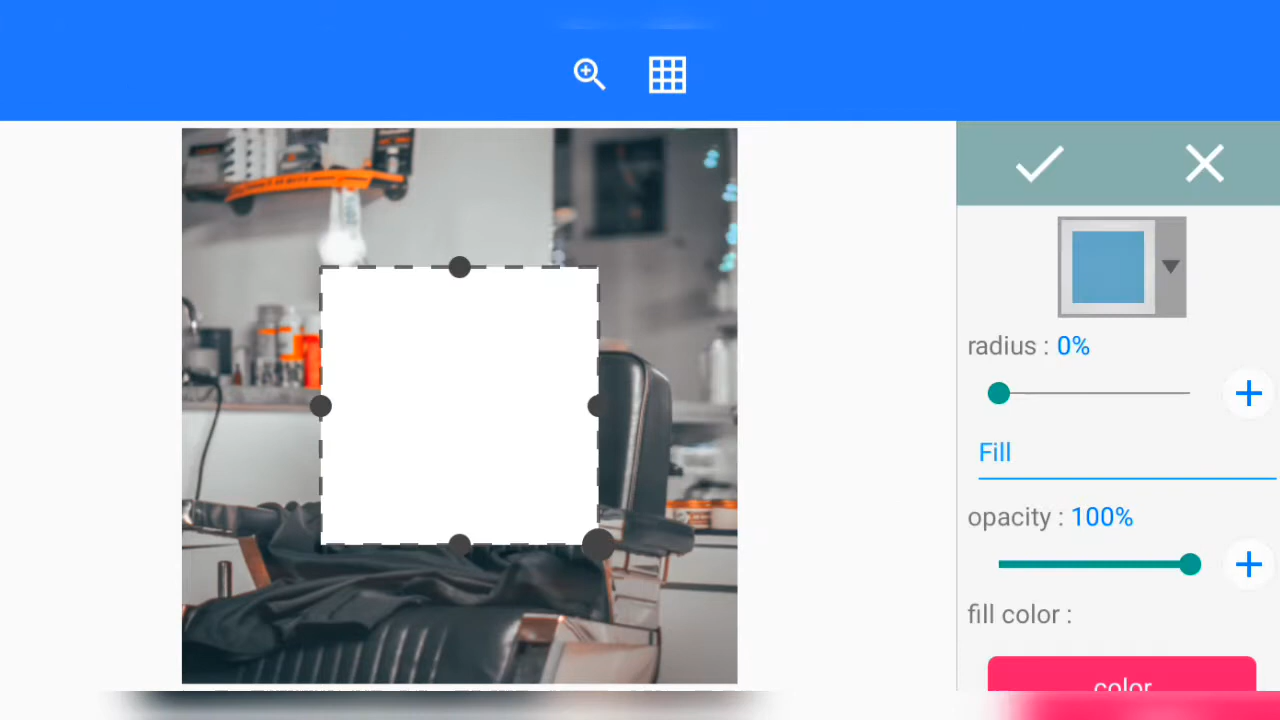 radius : 0%
Fill
opacity : 100%
fill color :
color